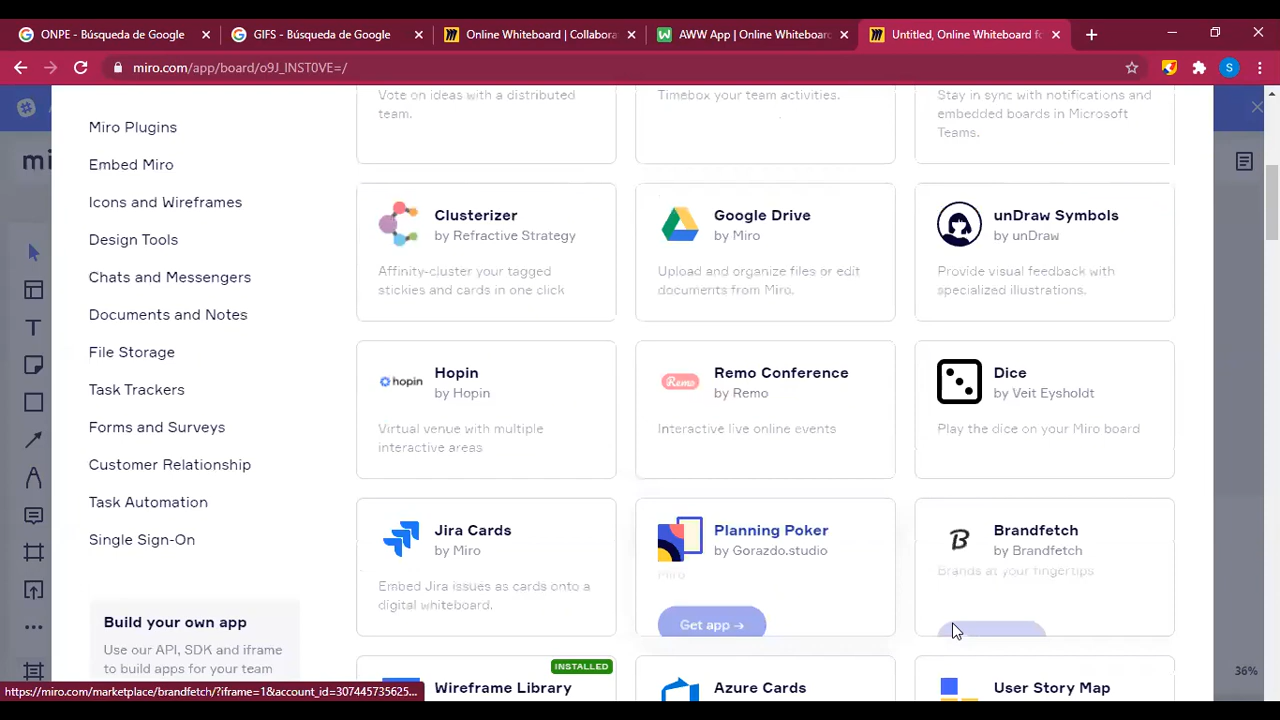 ONPE - Búsqueda de Google
GIFS - Búsqueda de Google
Online Whiteboard | Collabora
AWW App | Online Whiteboard
Untitled, Online Whiteboard fo
miro.com/app/board/o9J_lNST0VE=/
S
mi
Miro Plugins
Embed Miro
Icons and Wireframes
Design Tools
Chats and Messengers
Documents and Notes
File Storage
Task Trackers
Forms and Surveys
Customer Relationship
Task Automation
Single Sign-On
Build your own app
Use our API, SDK and iframe
to build apps for your team
Vote on ideas with a distributed
team.
Timebox your team activities.
Stay in sync with notifications and
embedded boards in Microsoft
Teams.
Clusterizer
by Refractive Strategy
Affinity-cluster your tagged
stickies and cards in one click
Google Drive
by Miro
Upload and organize files or edit
documents from Miro.
unDraw Symbols
by unDraw
Provide visual feedback with
specialized illustrations.
hopin
Hopin
by Hopin
Virtual venue with multiple
interactive areas
Remo
Remo Conference
by Remo
Interactive live online events
Dice
by Veit Eysholdt
Play the dice on your Miro board
Jira Cards
by Miro
Embed Jira issues as cards onto a
digital whiteboard.
Planning Poker
by Gorazdo.studio
Miro
Get app →
B
Brandfetch
by Brandfetch
Brands at your fingertips
INSTALLED
Wireframe Library
Azure Cards
User Story Map
36%
https://miro.com/marketplace/brandfetch/?iframe=1&account_id=307445735625...